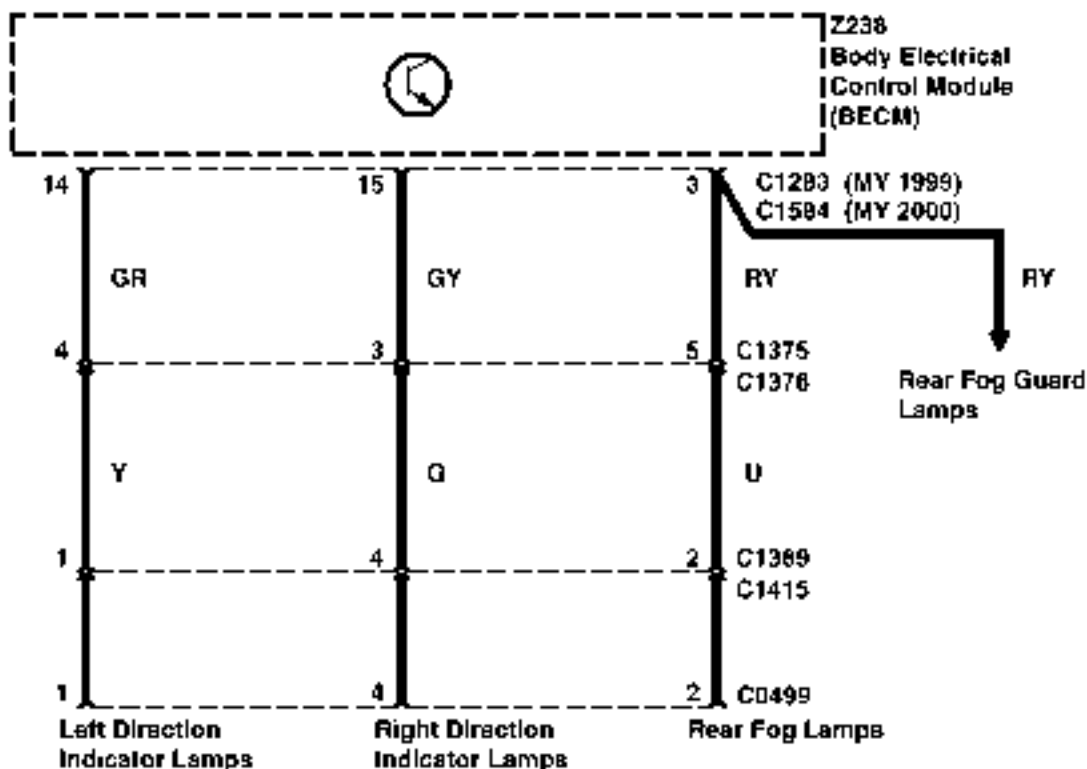 Z238
Body Electrical
Control Module
(BECM)
14
15
3
C1283 (MY 1999)
C1584 (MY 2000)
GR
GY
RY
RY
4
3
5
C1375
C1376
Rear Fog Guard
Lamps
Y
G
U
1
4
2
C1389
C1415
1
4
2
C0499
Left Direction
Indicator Lamps
Right Direction
Indicator Lamps
Rear Fog Lamps